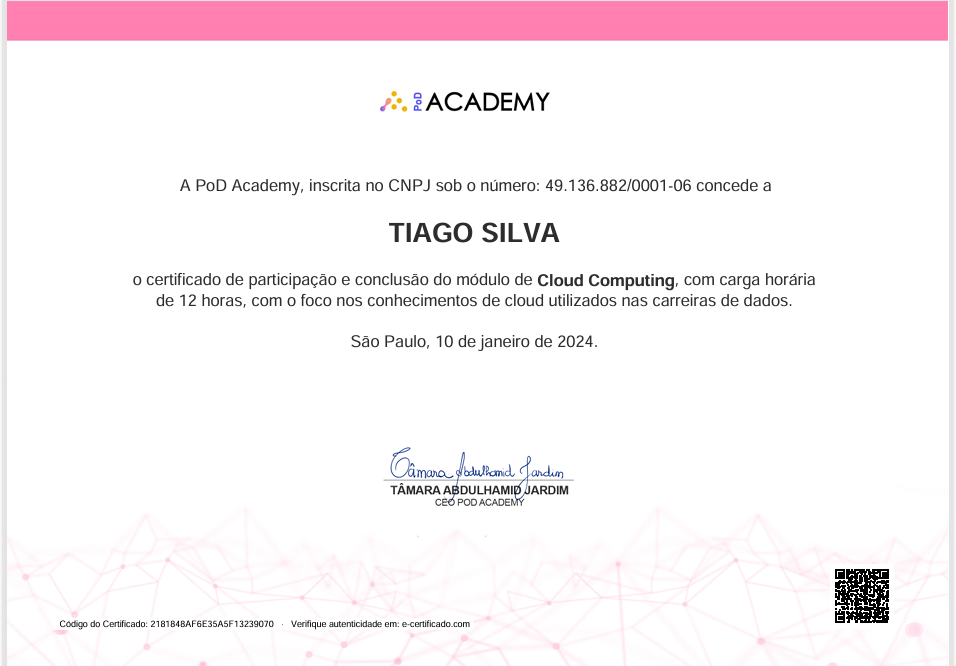 PoD ACADEMY
A PoD Academy, inscrita no CNPJ sob o número: 49.136.882/0001-06 concede a
TIAGO SILVA
o certificado de participação e conclusão do módulo de Cloud Computing, com carga horária
de 12 horas, com o foco nos conhecimentos de cloud utilizados nas carreiras de dados.
São Paulo, 10 de janeiro de 2024.
Tâmara Abdulhamid Jardim
TÂMARA ABDULHAMID JARDIM
CEO POD ACADEMY
Código do Certificado: 2181848AF6E35A5F13239070 · Verifique autenticidade em: e-certificado.com